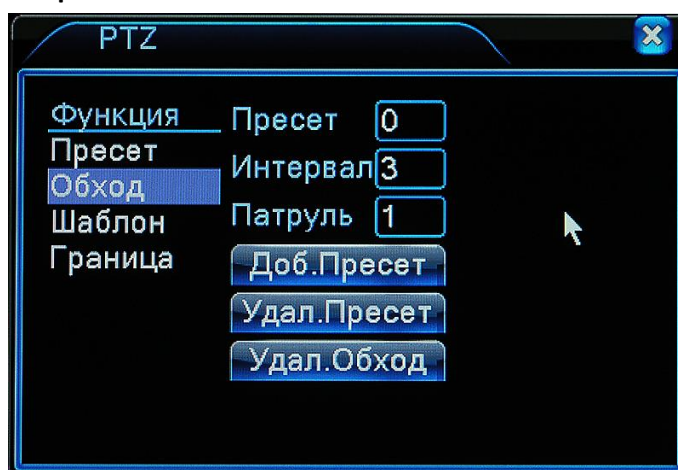 PTZ
Функция
Пресет
Обход
Шаблон
Граница
Пресет 0
Интервал 3
Патруль 1
Доб.Пресет
Удал.Пресет
Удал.Обход